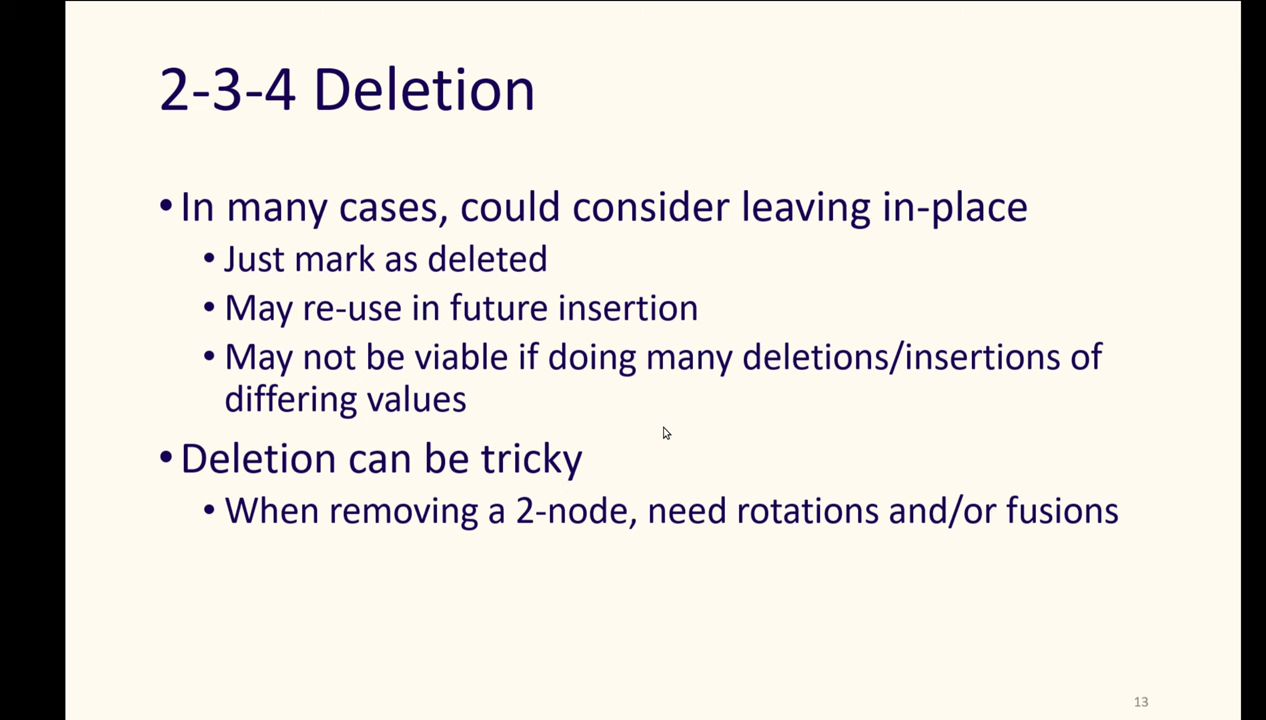 2-3-4 Deletion
• In many cases, could consider leaving in-place
• Just mark as deleted
• May re-use in future insertion
• May not be viable if doing many deletions/insertions of
differing values
• Deletion can be tricky
• When removing a 2-node, need rotations and/or fusions
13